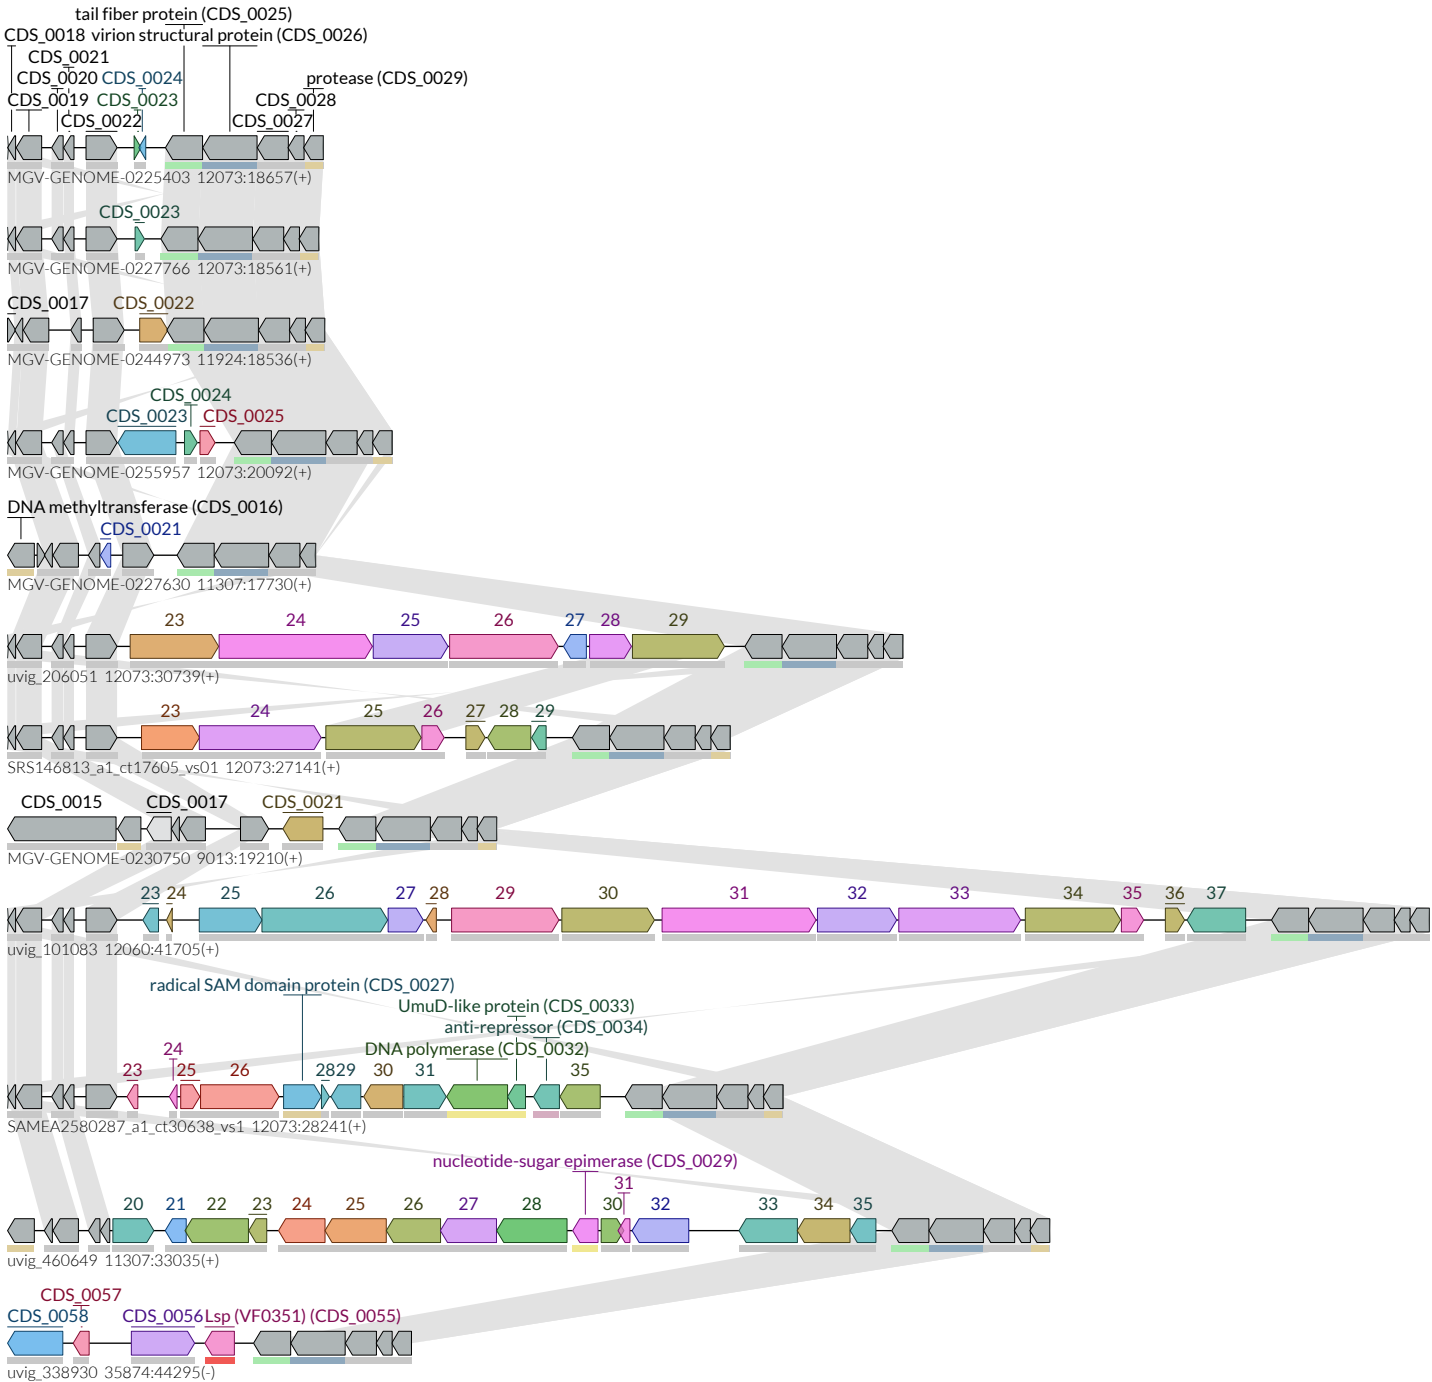 tail fiber protein (CDS_0025)
CDS_0018 virion structural protein (CDS_0026)
CDS_0021
CDS_0020 CDS_0024 protease (CDS_0029)
CDS_0019 CDS_0023 CDS_0028
CDS_0022 CDS_0027
MGV-GENOME-0225403 12073:18657(+)
CDS_0023
MGV-GENOME-0227766 12073:18561(+)
CDS_0017 CDS_0022
MGV-GENOME-0244973 11924:18536(+)
CDS_0024
CDS_0023 CDS_0025
MGV-GENOME-0255957 12073:20092(+)
DNA methyltransferase (CDS_0016)
CDS_0021
MGV-GENOME-0227630 11307:17730(+)
23 24 25 26 27 28 29
uvig_206051 12073:30739(+)
23 24 25 26 27 28 29
SRS146813_a1_ct17605_vs01 12073:27141(+)
CDS_0015 CDS_0017 CDS_0021
MGV-GENOME-0230750 9013:19210(+)
23 24 25 26 27 28 29 30 31 32 33 34 35 36 37
uvig_101083 12060:41705(+)
radical SAM domain protein (CDS_0027)
UmuD-like protein (CDS_0033)
anti-repressor (CDS_0034)
24 DNA polymerase (CDS_0032)
23 25 26 28 29 30 31 35
SAMEA2580287_a1_ct30638_vs1 12073:28241(+)
nucleotide-sugar epimerase (CDS_0029)
31
20 21 22 23 24 25 26 27 28 30 32 33 34 35
uvig_460649 11307:33035(+)
CDS_0057
CDS_0058 CDS_0056 Lsp (VF0351) (CDS_0055)
uvig_338930 35874:44295(-)